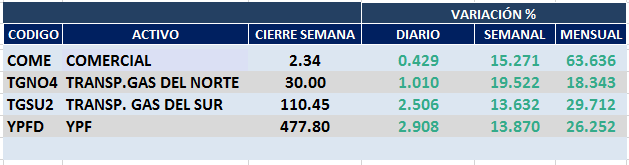 VARIACIÓN %
CODIGO ACTIVO CIERRE SEMANA DIARIO SEMANAL MENSUAL
COME COMERCIAL 2.34 0.429 15.271 63.636
TGNO4 TRANSP.GAS DEL NORTE 30.00 1.010 19.522 18.343
TGSU2 TRANSP. GAS DEL SUR 110.45 2.506 13.632 29.712
YPFD YPF 477.80 2.908 13.870 26.252